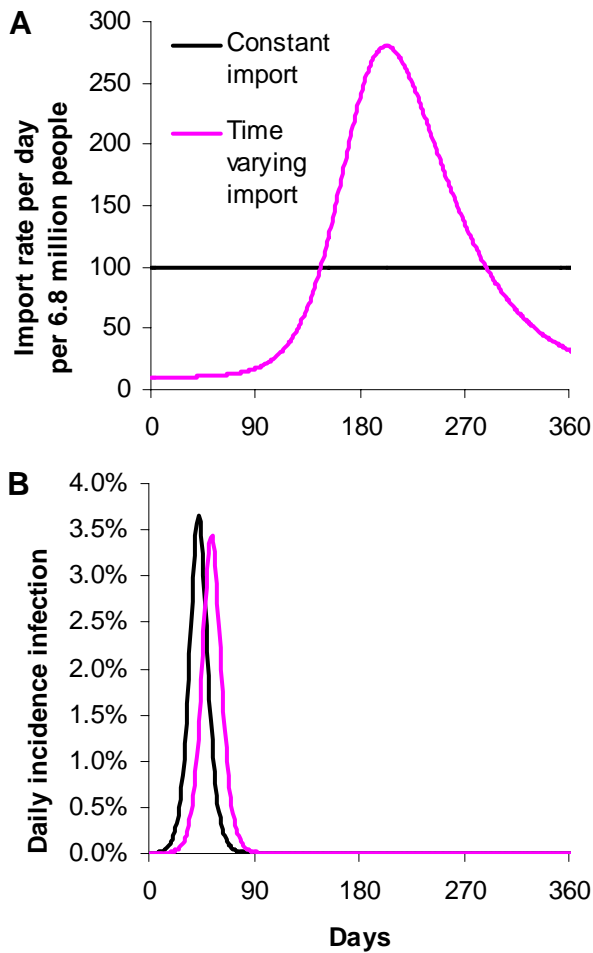 A
Import rate per day
per 6.8 million people
300
250
200
150
100
50
0
Constant
import
Time
varying
import
0 90 180 270 360
B
Daily incidence infection
4.0%
3.5%
3.0%
2.5%
2.0%
1.5%
1.0%
0.5%
0.0%
0 90 180 270 360
Days